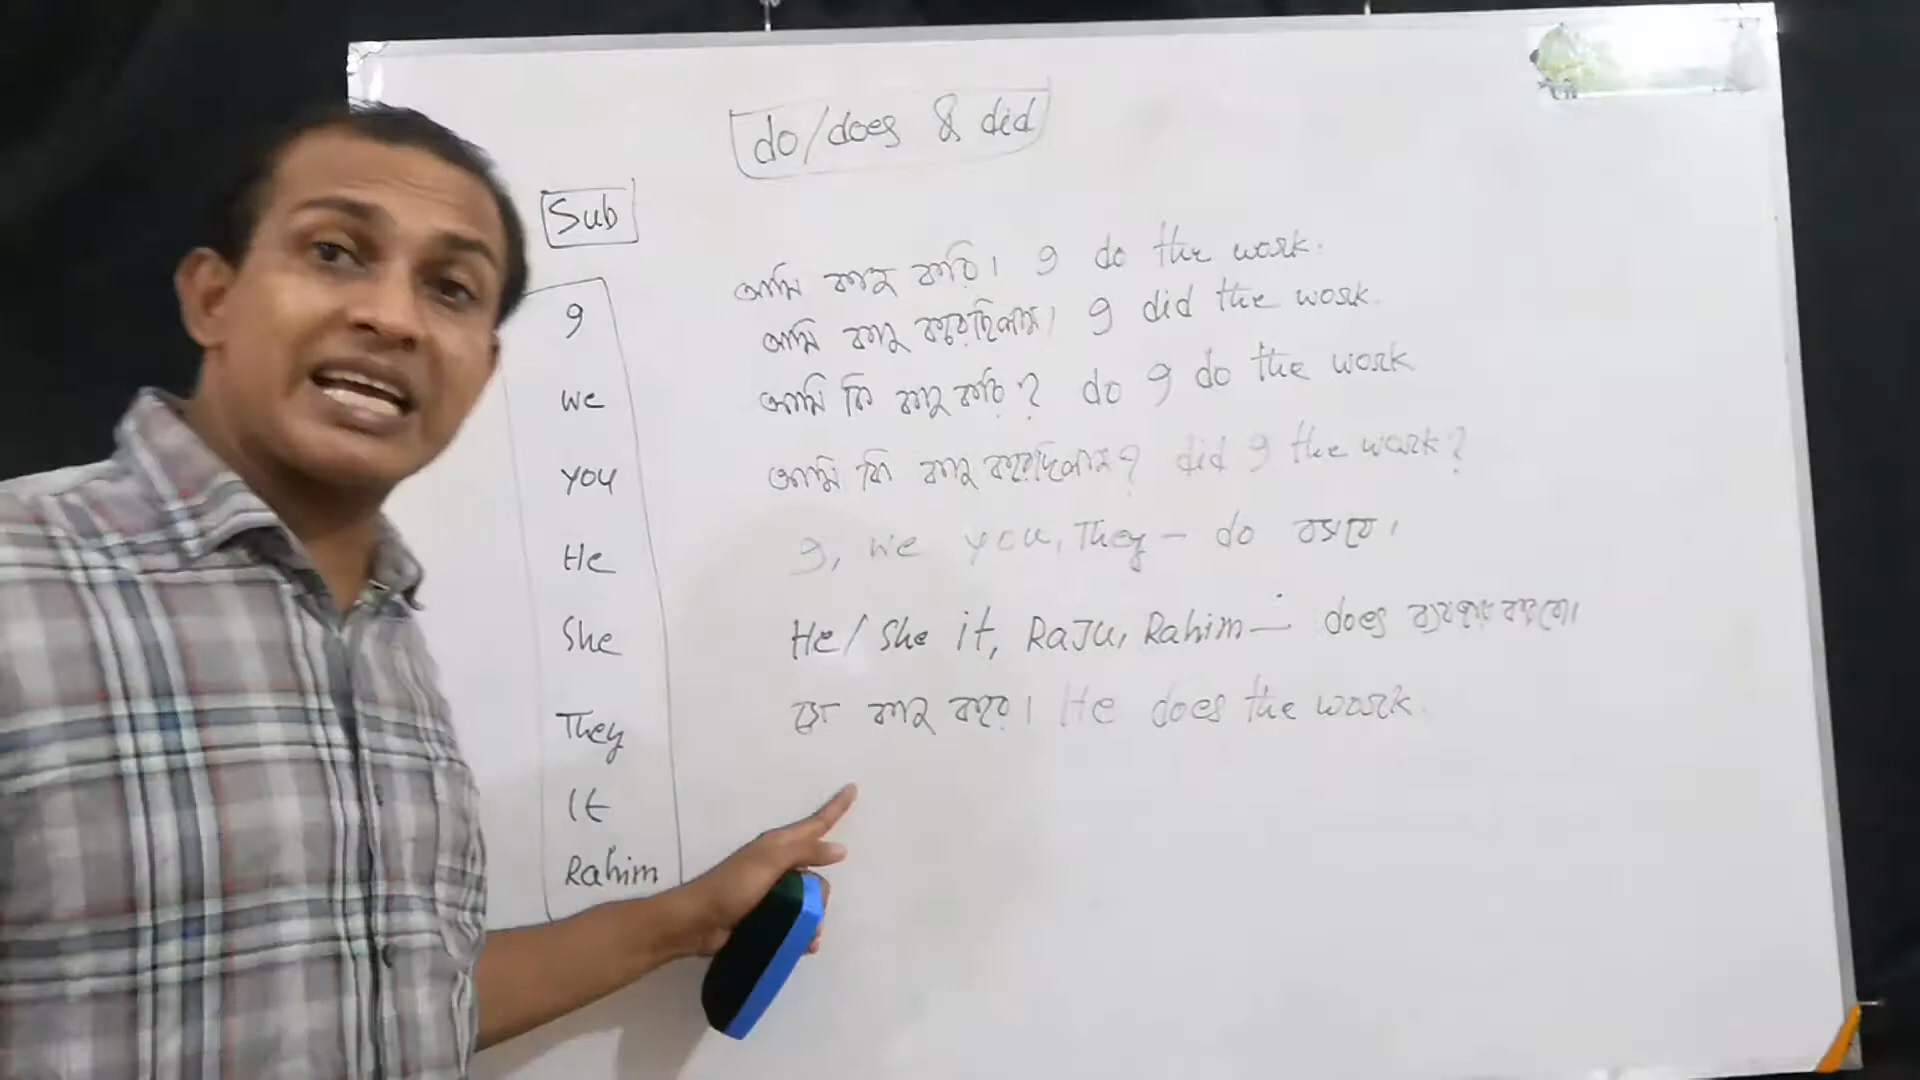 do/does & did
Sub
I
we
you
He
She
They
It
Rahim
আমি কাজ করি। I do the work.
আমি কাজ করেছিলাম। I did the work.
আমি কি কাজ করি? do I do the work
আমি কি কাজ করেছিলাম? did I the work?
I, we you, They – do বসবে।
He/ She it, RaJu, Rahim – does ব্যবহার করবো।
সে কাজ করে। He does the work.